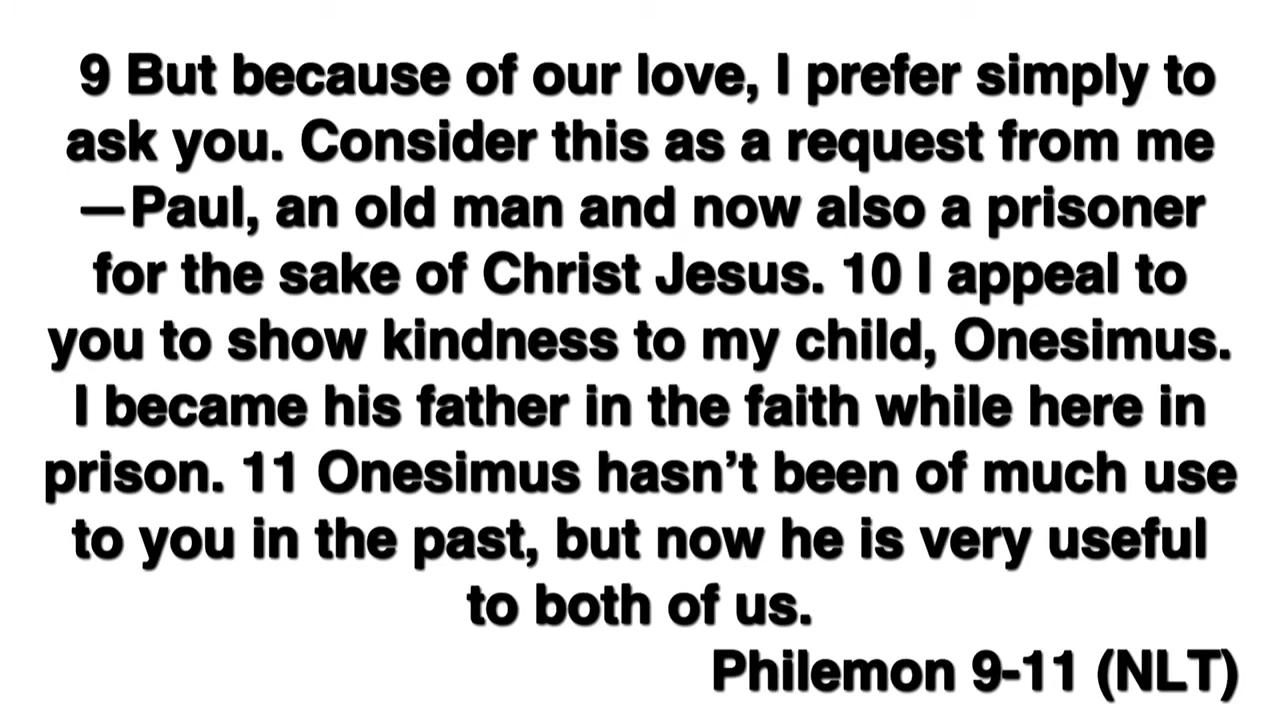 9 But because of our love, I prefer simply to
ask you. Consider this as a request from me
—Paul, an old man and now also a prisoner
for the sake of Christ Jesus. 10 I appeal to
you to show kindness to my child, Onesimus.
I became his father in the faith while here in
prison. 11 Onesimus hasn’t been of much use
to you in the past, but now he is very useful
to both of us.
Philemon 9-11 (NLT)